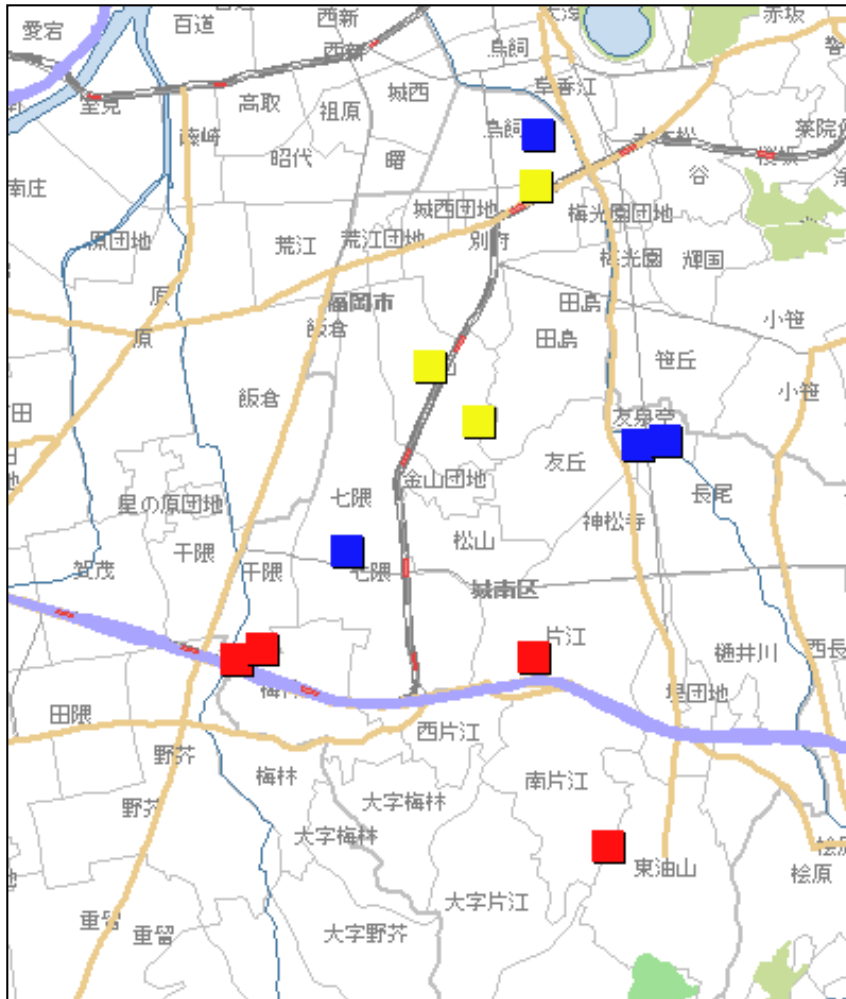 愛宕
百道
西新
赤坂
西新
鳥飼
室見
高取
城西
草香江
祖原
藤崎
鳥飼
昭代
曙
桜坂
南庄
谷
城西団地
梅光園団地
原団地
荒江
荒江団地
別府
梅光園
輝国
原
福岡市
田島
小笹
飯倉
原
田島
笹丘
飯倉
小笹
友泉亭
友丘
金山団地
七隈
長尾
星の原団地
神松寺
干隈
松山
賀茂
干隈
七隈
城南区
片江
樋井川
西長
堤団地
田隈
西片江
野芥
梅林
南片江
大字梅林
野芥
大字梅林
東油山
桧原
大字片江
重留
重留
大字野芥